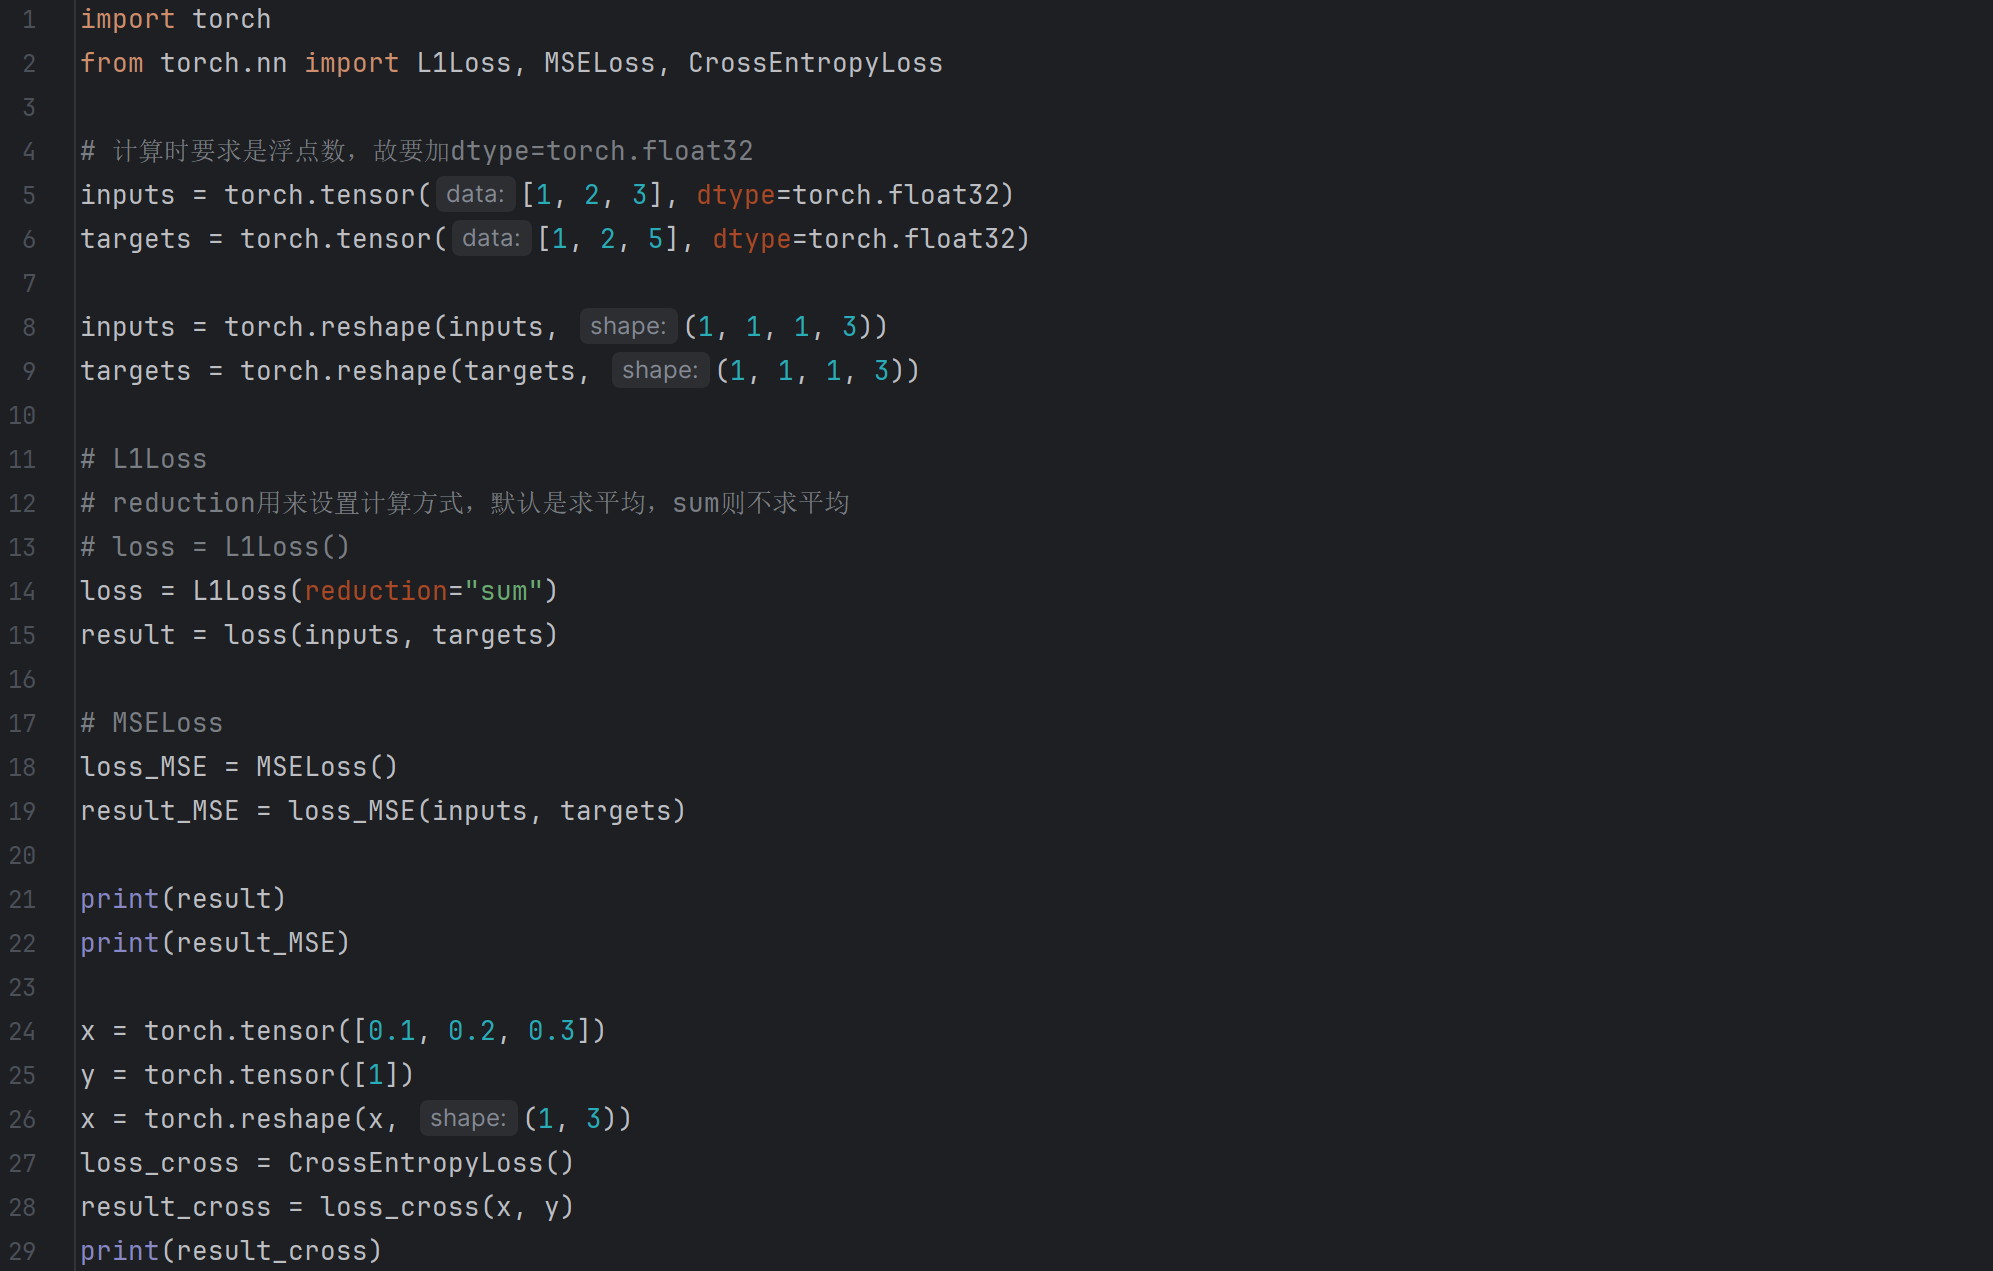 1 import torch
2 from torch.nn import L1Loss, MSELoss, CrossEntropyLoss
3
4 # 计算时要求是浮点数，故要加dtype=torch.float32
5 inputs = torch.tensor( data: [1, 2, 3], dtype=torch.float32)
6 targets = torch.tensor( data: [1, 2, 5], dtype=torch.float32)
7
8 inputs = torch.reshape(inputs, shape: (1, 1, 1, 3))
9 targets = torch.reshape(targets, shape: (1, 1, 1, 3))
10
11 # L1Loss
12 # reduction用来设置计算方式，默认是求平均，sum则不求平均
13 # loss = L1Loss()
14 loss = L1Loss(reduction="sum")
15 result = loss(inputs, targets)
16
17 # MSELoss
18 loss_MSE = MSELoss()
19 result_MSE = loss_MSE(inputs, targets)
20
21 print(result)
22 print(result_MSE)
23
24 x = torch.tensor([0.1, 0.2, 0.3])
25 y = torch.tensor([1])
26 x = torch.reshape(x, shape: (1, 3))
27 loss_cross = CrossEntropyLoss()
28 result_cross = loss_cross(x, y)
29 print(result_cross)